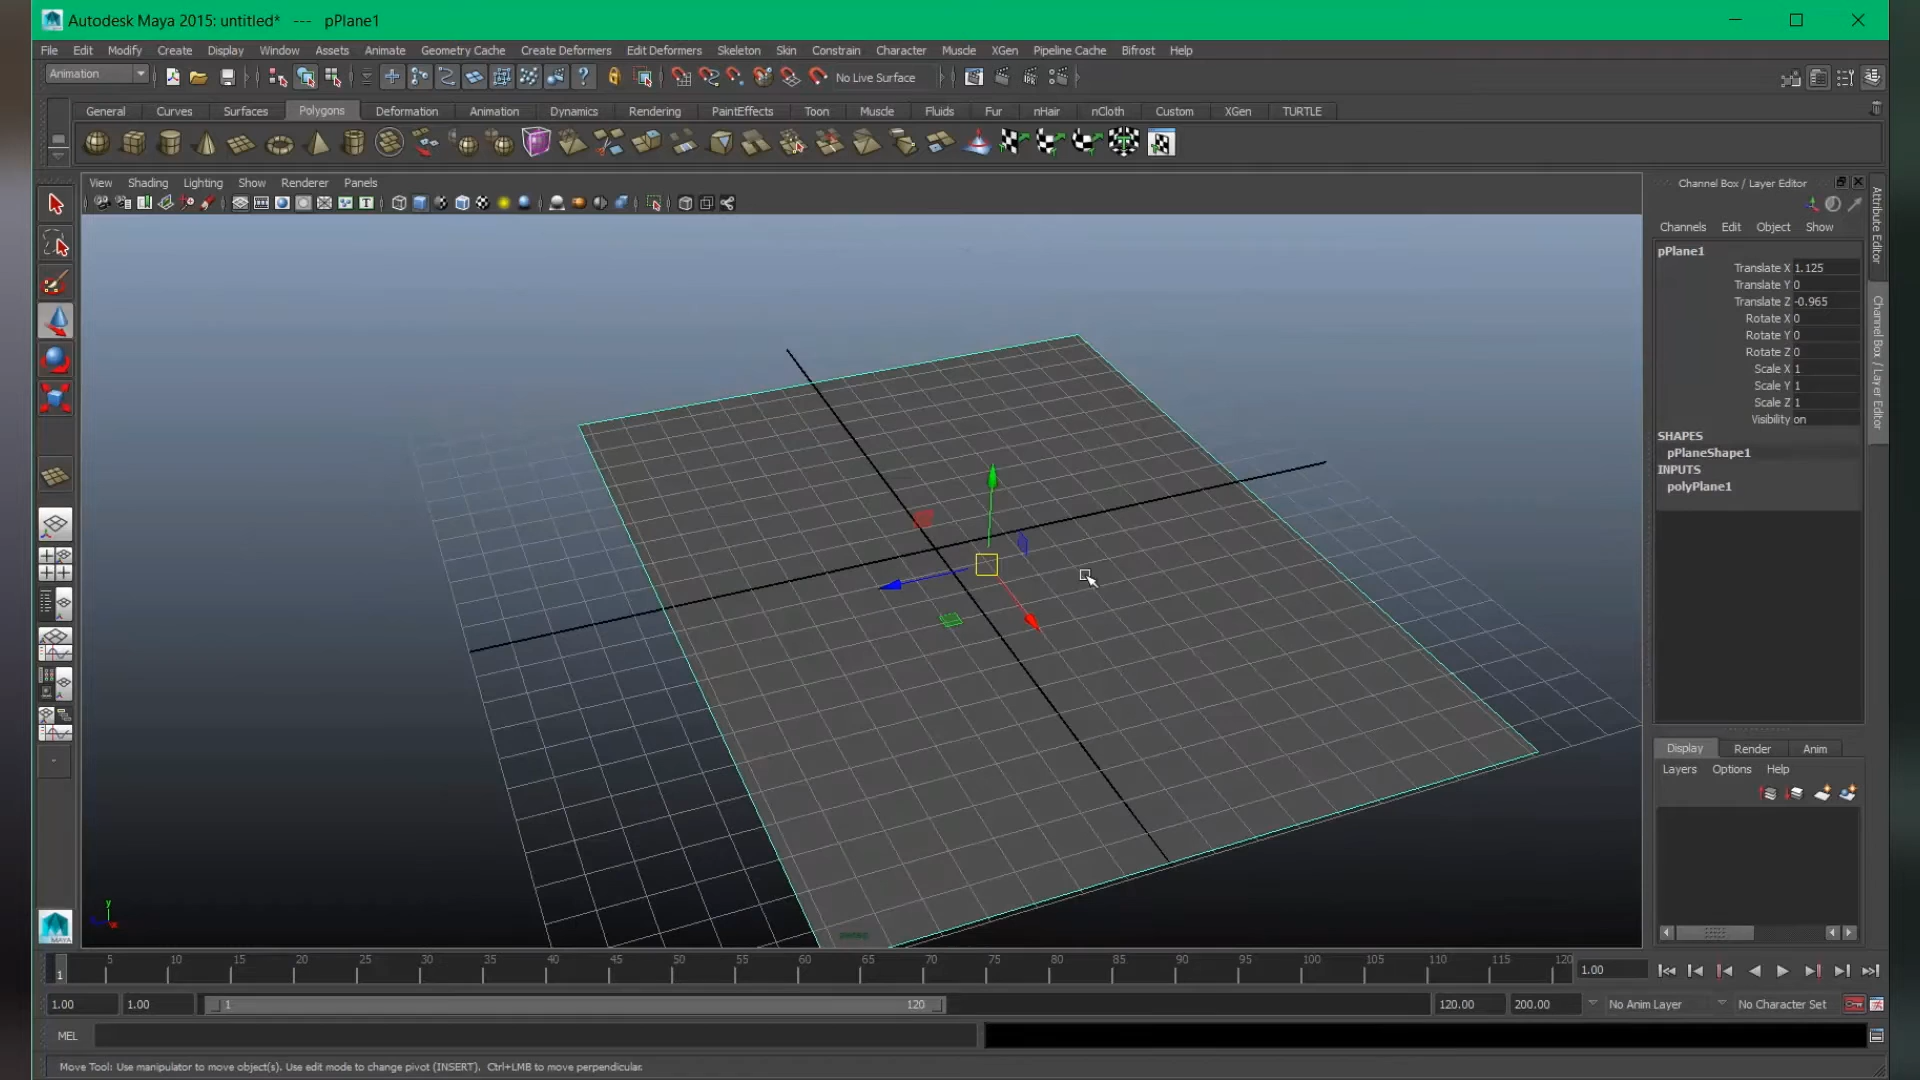 Autodesk Maya 2015: untitled* --- pPlane1
File Edit Modify Create Display Window Assets Animate Geometry Cache Create Deformers Edit Deformers Skeleton Skin Constrain Character Muscle XGen Pipeline Cache Bifrost Help
Animation No Live Surface
General Curves Surfaces Polygons Deformation Animation Dynamics Rendering PaintEffects Toon Muscle Fluids Fur nHair nCloth Custom XGen TURTLE
View Shading Lighting Show Renderer Panels
Channel Box / Layer Editor
Channels Edit Object Show
pPlane1
Translate X 1.125
Translate Y 0
Translate Z -0.965
Rotate X 0
Rotate Y 0
Rotate Z 0
Scale X 1
Scale Y 1
Scale Z 1
Visibility on
SHAPES
pPlaneShape1
INPUTS
polyPlane1
Attribute Editor
Channel Box / Layer Editor
Display Render Anim
Layers Options Help
y
MAYA
1 5 10 15 20 25 30 35 40 45 50 55 60 65 70 75 80 85 90 95 100 105 110 115 120
1.00
1.00 1.00 1 120 120.00 200.00 No Anim Layer No Character Set
MEL
Move Tool: Use manipulator to move object(s). Use edit mode to change pivot (INSERT). Ctrl+LMB to move perpendicular.